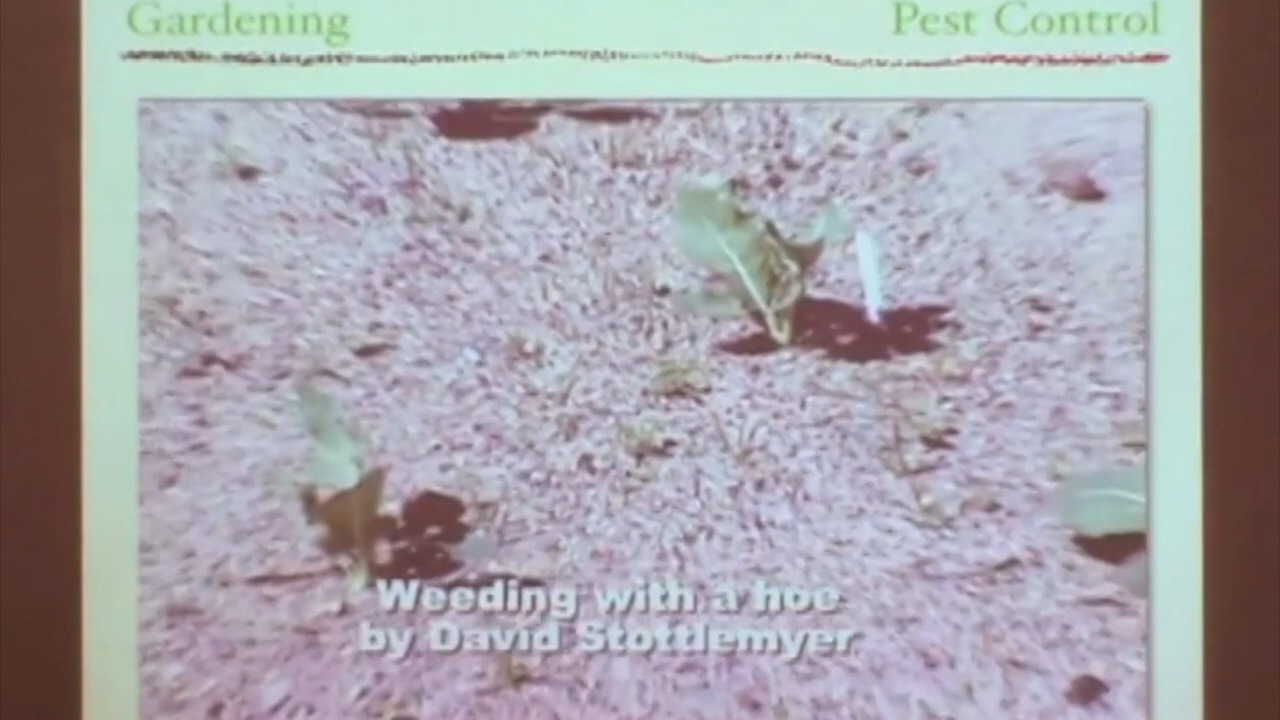 Gardening
Pest Control
Weeding with a hoe
by David Stottlemyer